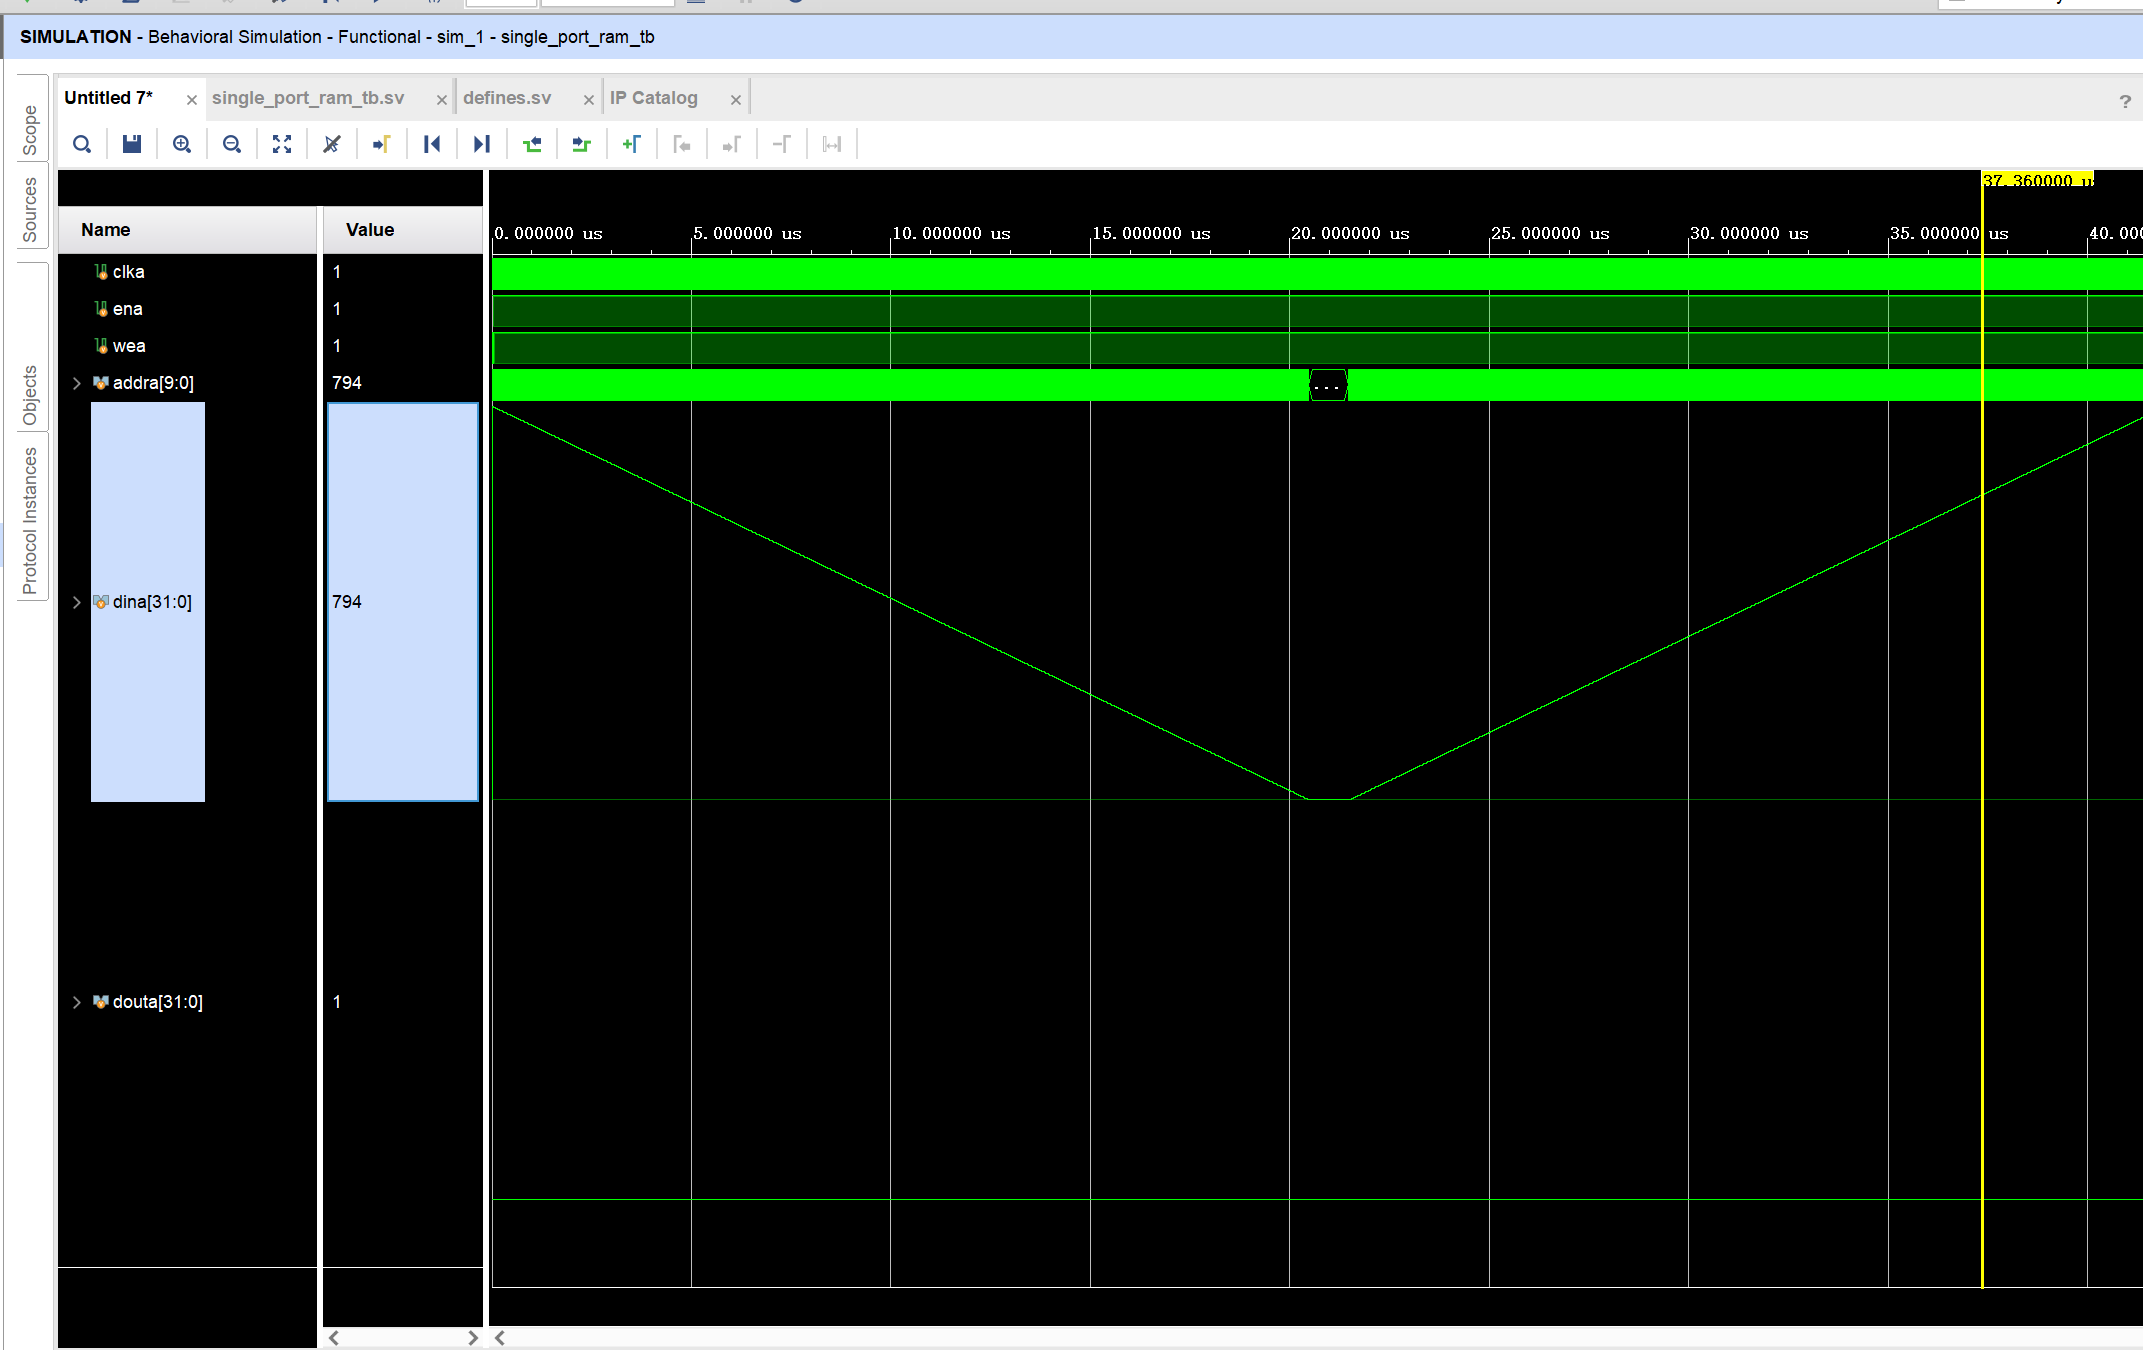 SIMULATION - Behavioral Simulation - Functional - sim_1 - single_port_ram_tb
Scope
Sources
Objects
Protocol Instances
Untitled 7*
single_port_ram_tb.sv
defines.sv
IP Catalog
?
37.360000 u
Name
Value
0.000000 us
5.000000 us
10.000000 us
15.000000 us
20.000000 us
25.000000 us
30.000000 us
35.000000 us
40.000
clka
1
ena
1
wea
1
addra[9:0]
794
...
dina[31:0]
794
douta[31:0]
1